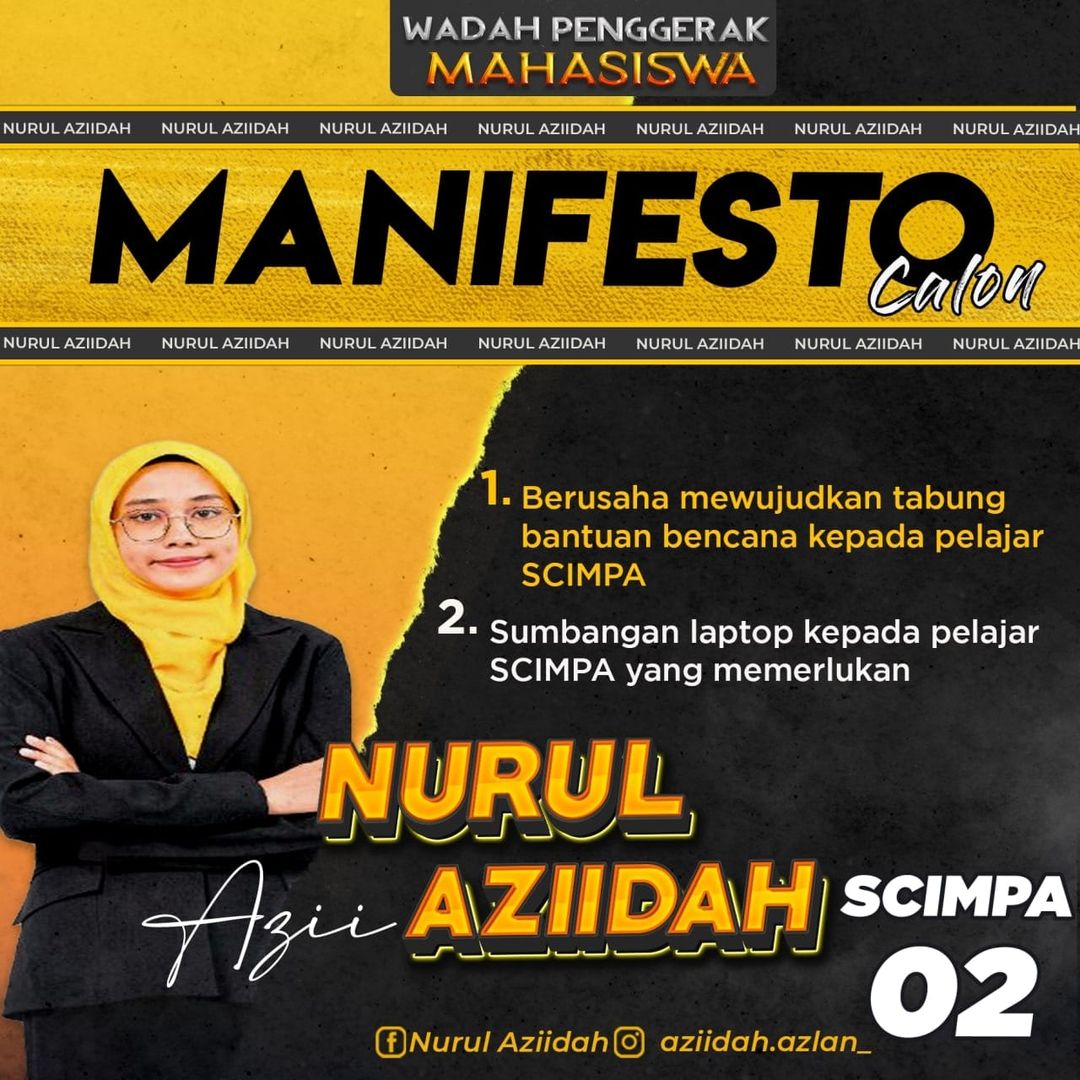 WADAH PENGGERAK
MAHASISWA
NURUL AZIIDAH NURUL AZIIDAH NURUL AZIIDAH NURUL AZIIDAH NURUL AZIIDAH NURUL AZIIDAH NURUL AZIIDAH
MANIFESTO
Calon
NURUL AZIIDAH NURUL AZIIDAH NURUL AZIIDAH NURUL AZIIDAH NURUL AZIIDAH NURUL AZIIDAH NURUL AZIIDAH
1. Berusaha mewujudkan tabung
bantuan bencana kepada pelajar
SCIMPA
2. Sumbangan laptop kepada pelajar
SCIMPA yang memerlukan
NURUL
Azii AZIIDAH SCIMPA
02
Nurul Aziidah aziidah.azlan_